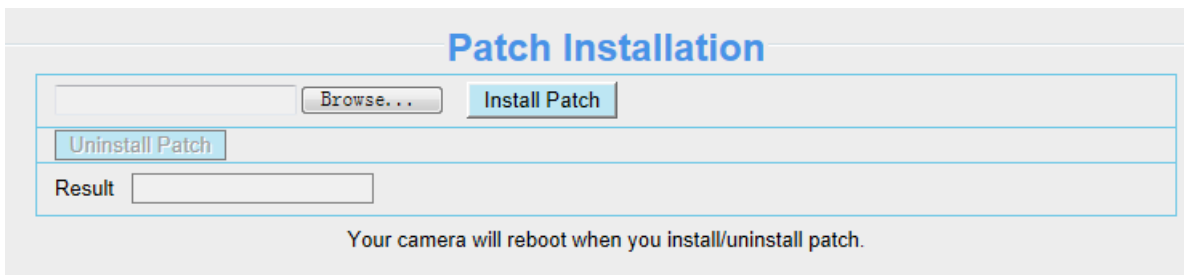 Patch Installation
Browse... Install Patch
Uninstall Patch
Result
Your camera will reboot when you install/uninstall patch.